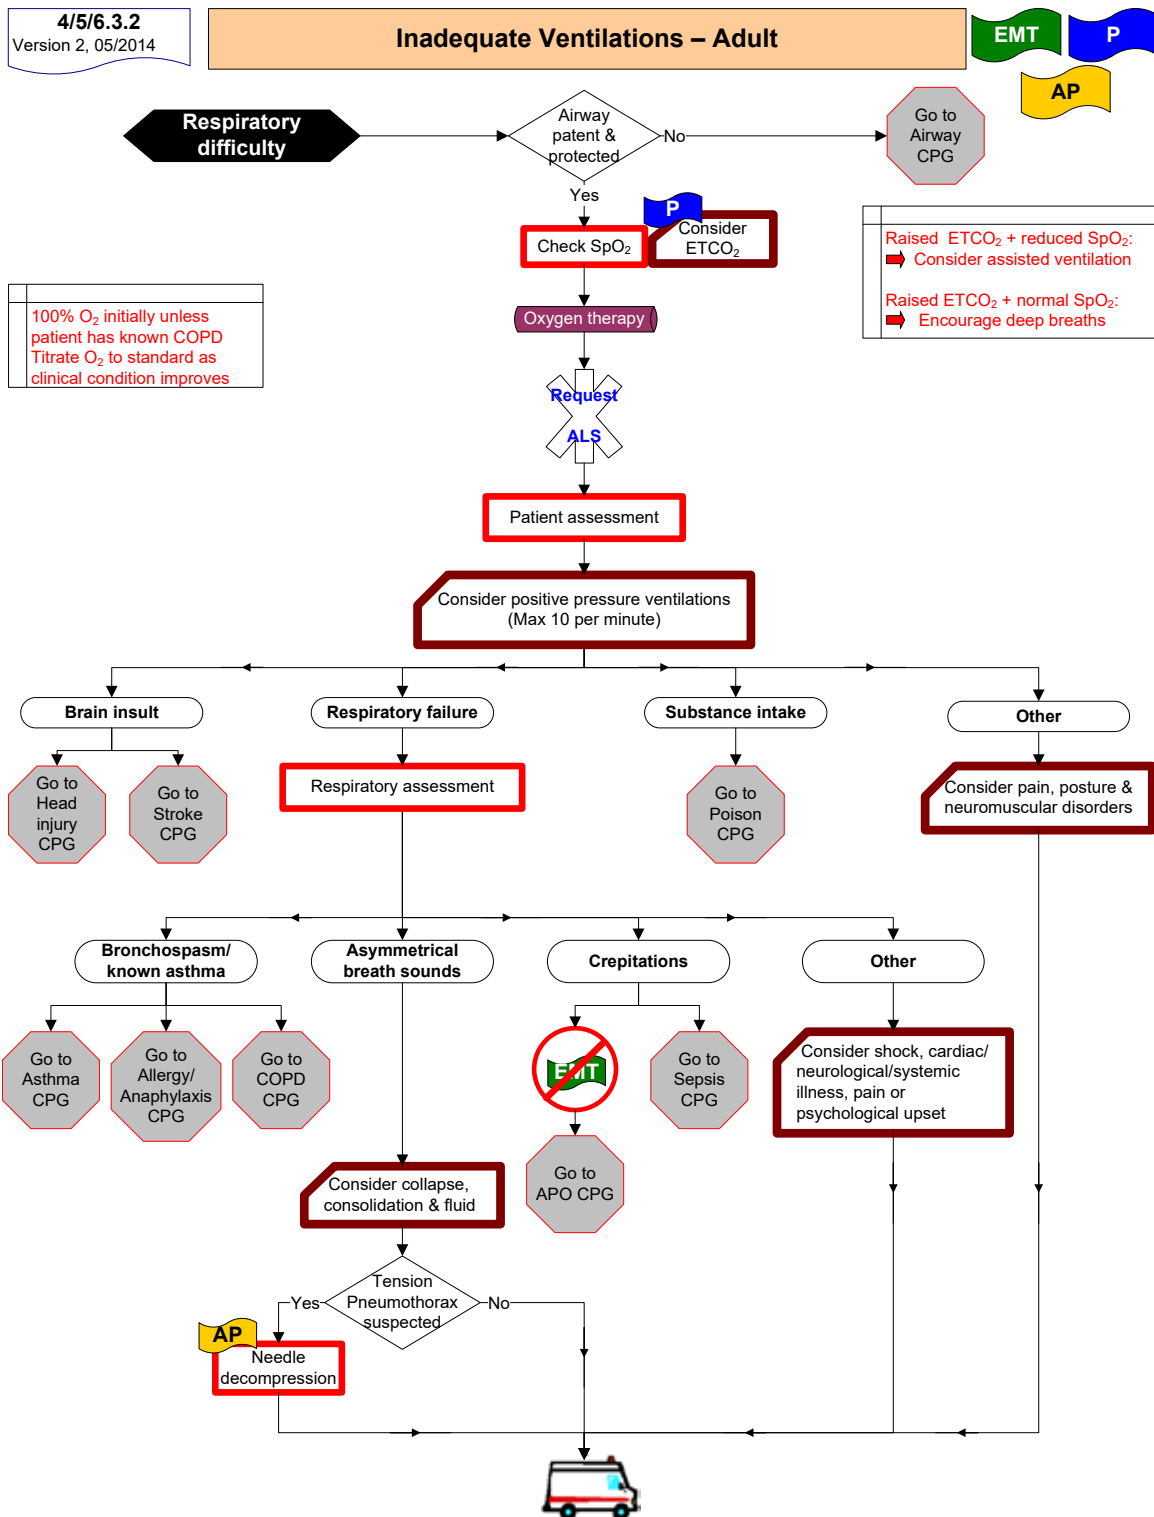 4/5/6.3.2
Version 2, 05/2014
Inadequate Ventilations – Adult
EMT
P
AP
Respiratory
difficulty
Airway
patent &
protected
No
Go to
Airway
CPG
Yes
P
Check SpO₂
Consider
ETCO₂
Raised ETCO₂ + reduced SpO₂:
Consider assisted ventilation
Raised ETCO₂ + normal SpO₂:
Encourage deep breaths
100% O₂ initially unless
patient has known COPD
Titrate O₂ to standard as
clinical condition improves
Oxygen therapy
Request
ALS
Patient assessment
Consider positive pressure ventilations
(Max 10 per minute)
Brain insult
Respiratory failure
Substance intake
Other
Go to
Head
injury
CPG
Go to
Stroke
CPG
Respiratory assessment
Go to
Poison
CPG
Consider pain, posture &
neuromuscular disorders
Bronchospasm/
known asthma
Asymmetrical
breath sounds
Crepitations
Other
Go to
Asthma
CPG
Go to
Allergy/
Anaphylaxis
CPG
Go to
COPD
CPG
EMT
Go to
Sepsis
CPG
Consider shock, cardiac/
neurological/systemic
illness, pain or
psychological upset
Go to
APO CPG
Consider collapse,
consolidation & fluid
Tension
Pneumothorax
suspected
Yes
No
AP
Needle
decompression